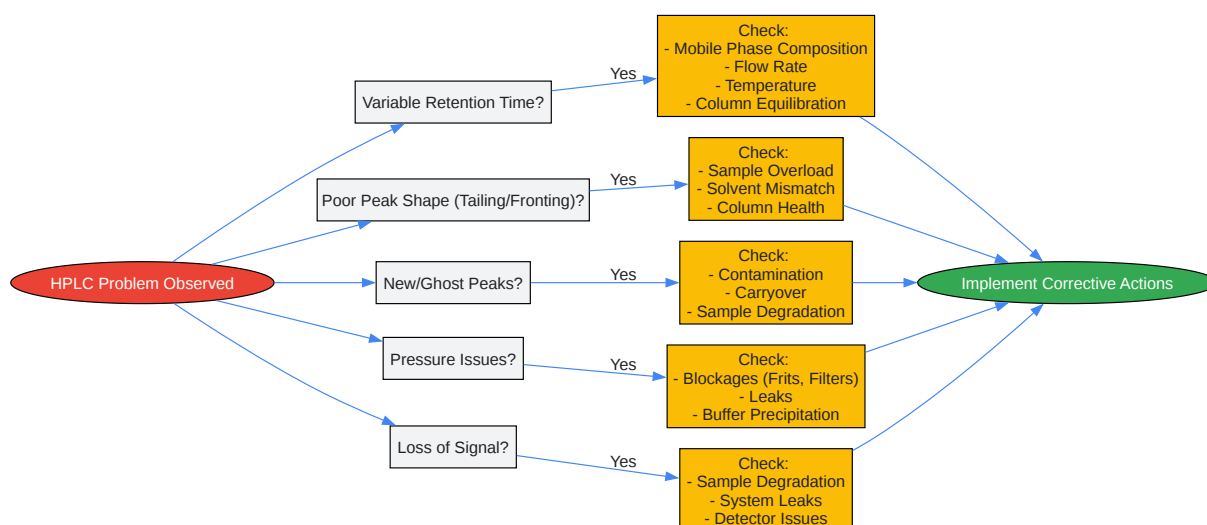 HPLC Problem Observed
Variable Retention Time?
Yes
Check:
- Mobile Phase Composition
- Flow Rate
- Temperature
- Column Equilibration
Poor Peak Shape (Tailing/Fronting)?
Yes
Check:
- Sample Overload
- Solvent Mismatch
- Column Health
New/Ghost Peaks?
Yes
Check:
- Contamination
- Carryover
- Sample Degradation
Pressure Issues?
Yes
Check:
- Blockages (Frits, Filters)
- Leaks
- Buffer Precipitation
Loss of Signal?
Yes
Check:
- Sample Degradation
- System Leaks
- Detector Issues
Implement Corrective Actions